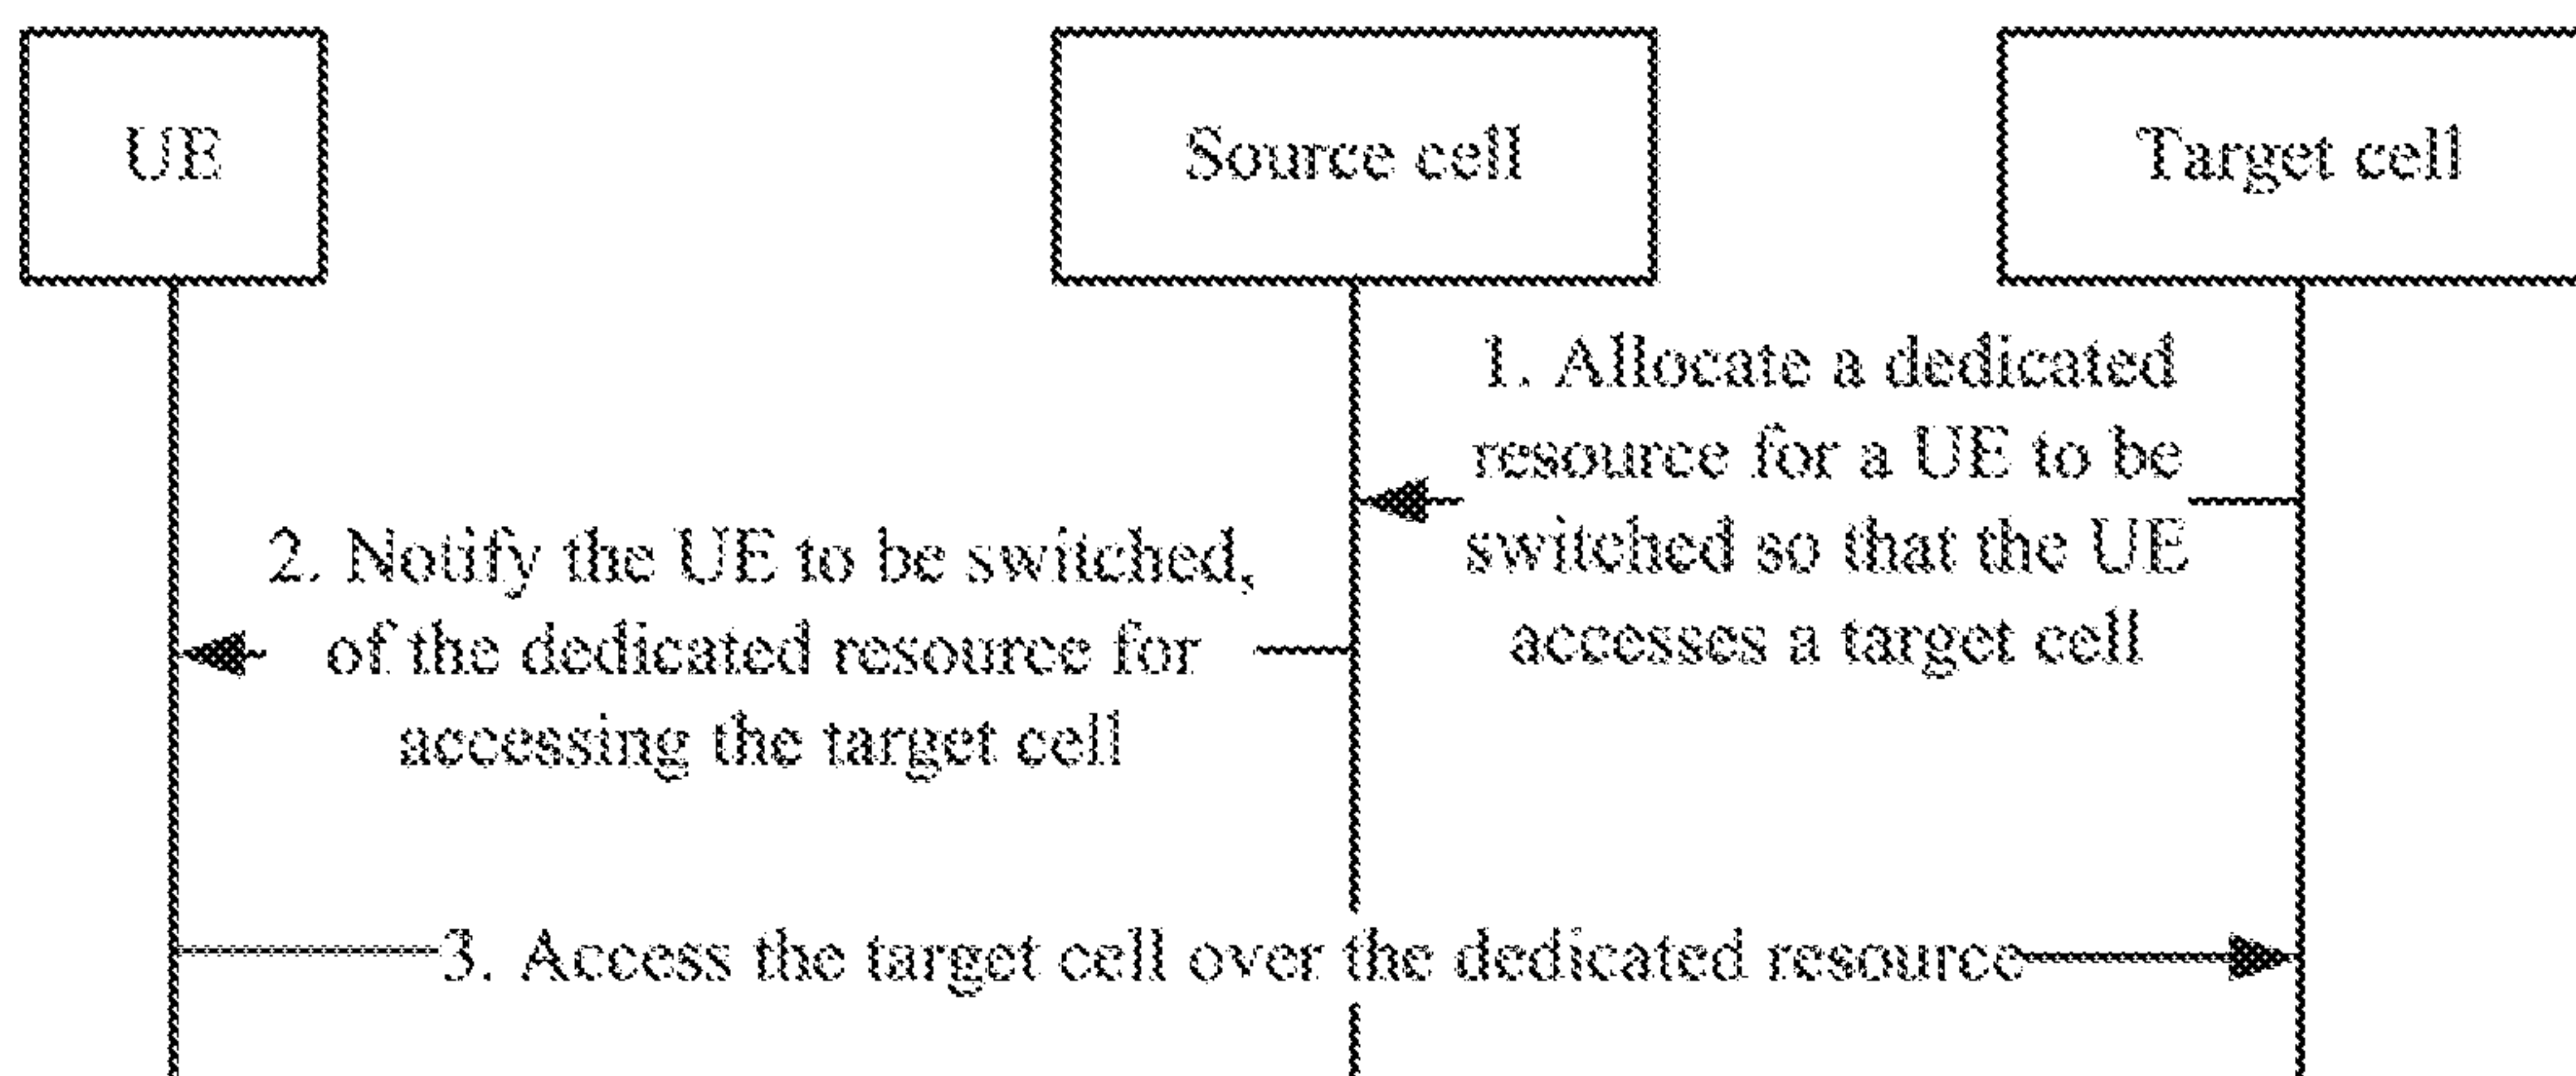 UE
Source cell
Target cell
1. Allocate a dedicated
resource for a UE to be
switched so that the UE
accesses a target cell
2. Notify the UE to be switched,
of the dedicated resource for
accessing the target cell
3. Access the target cell over the dedicated resource